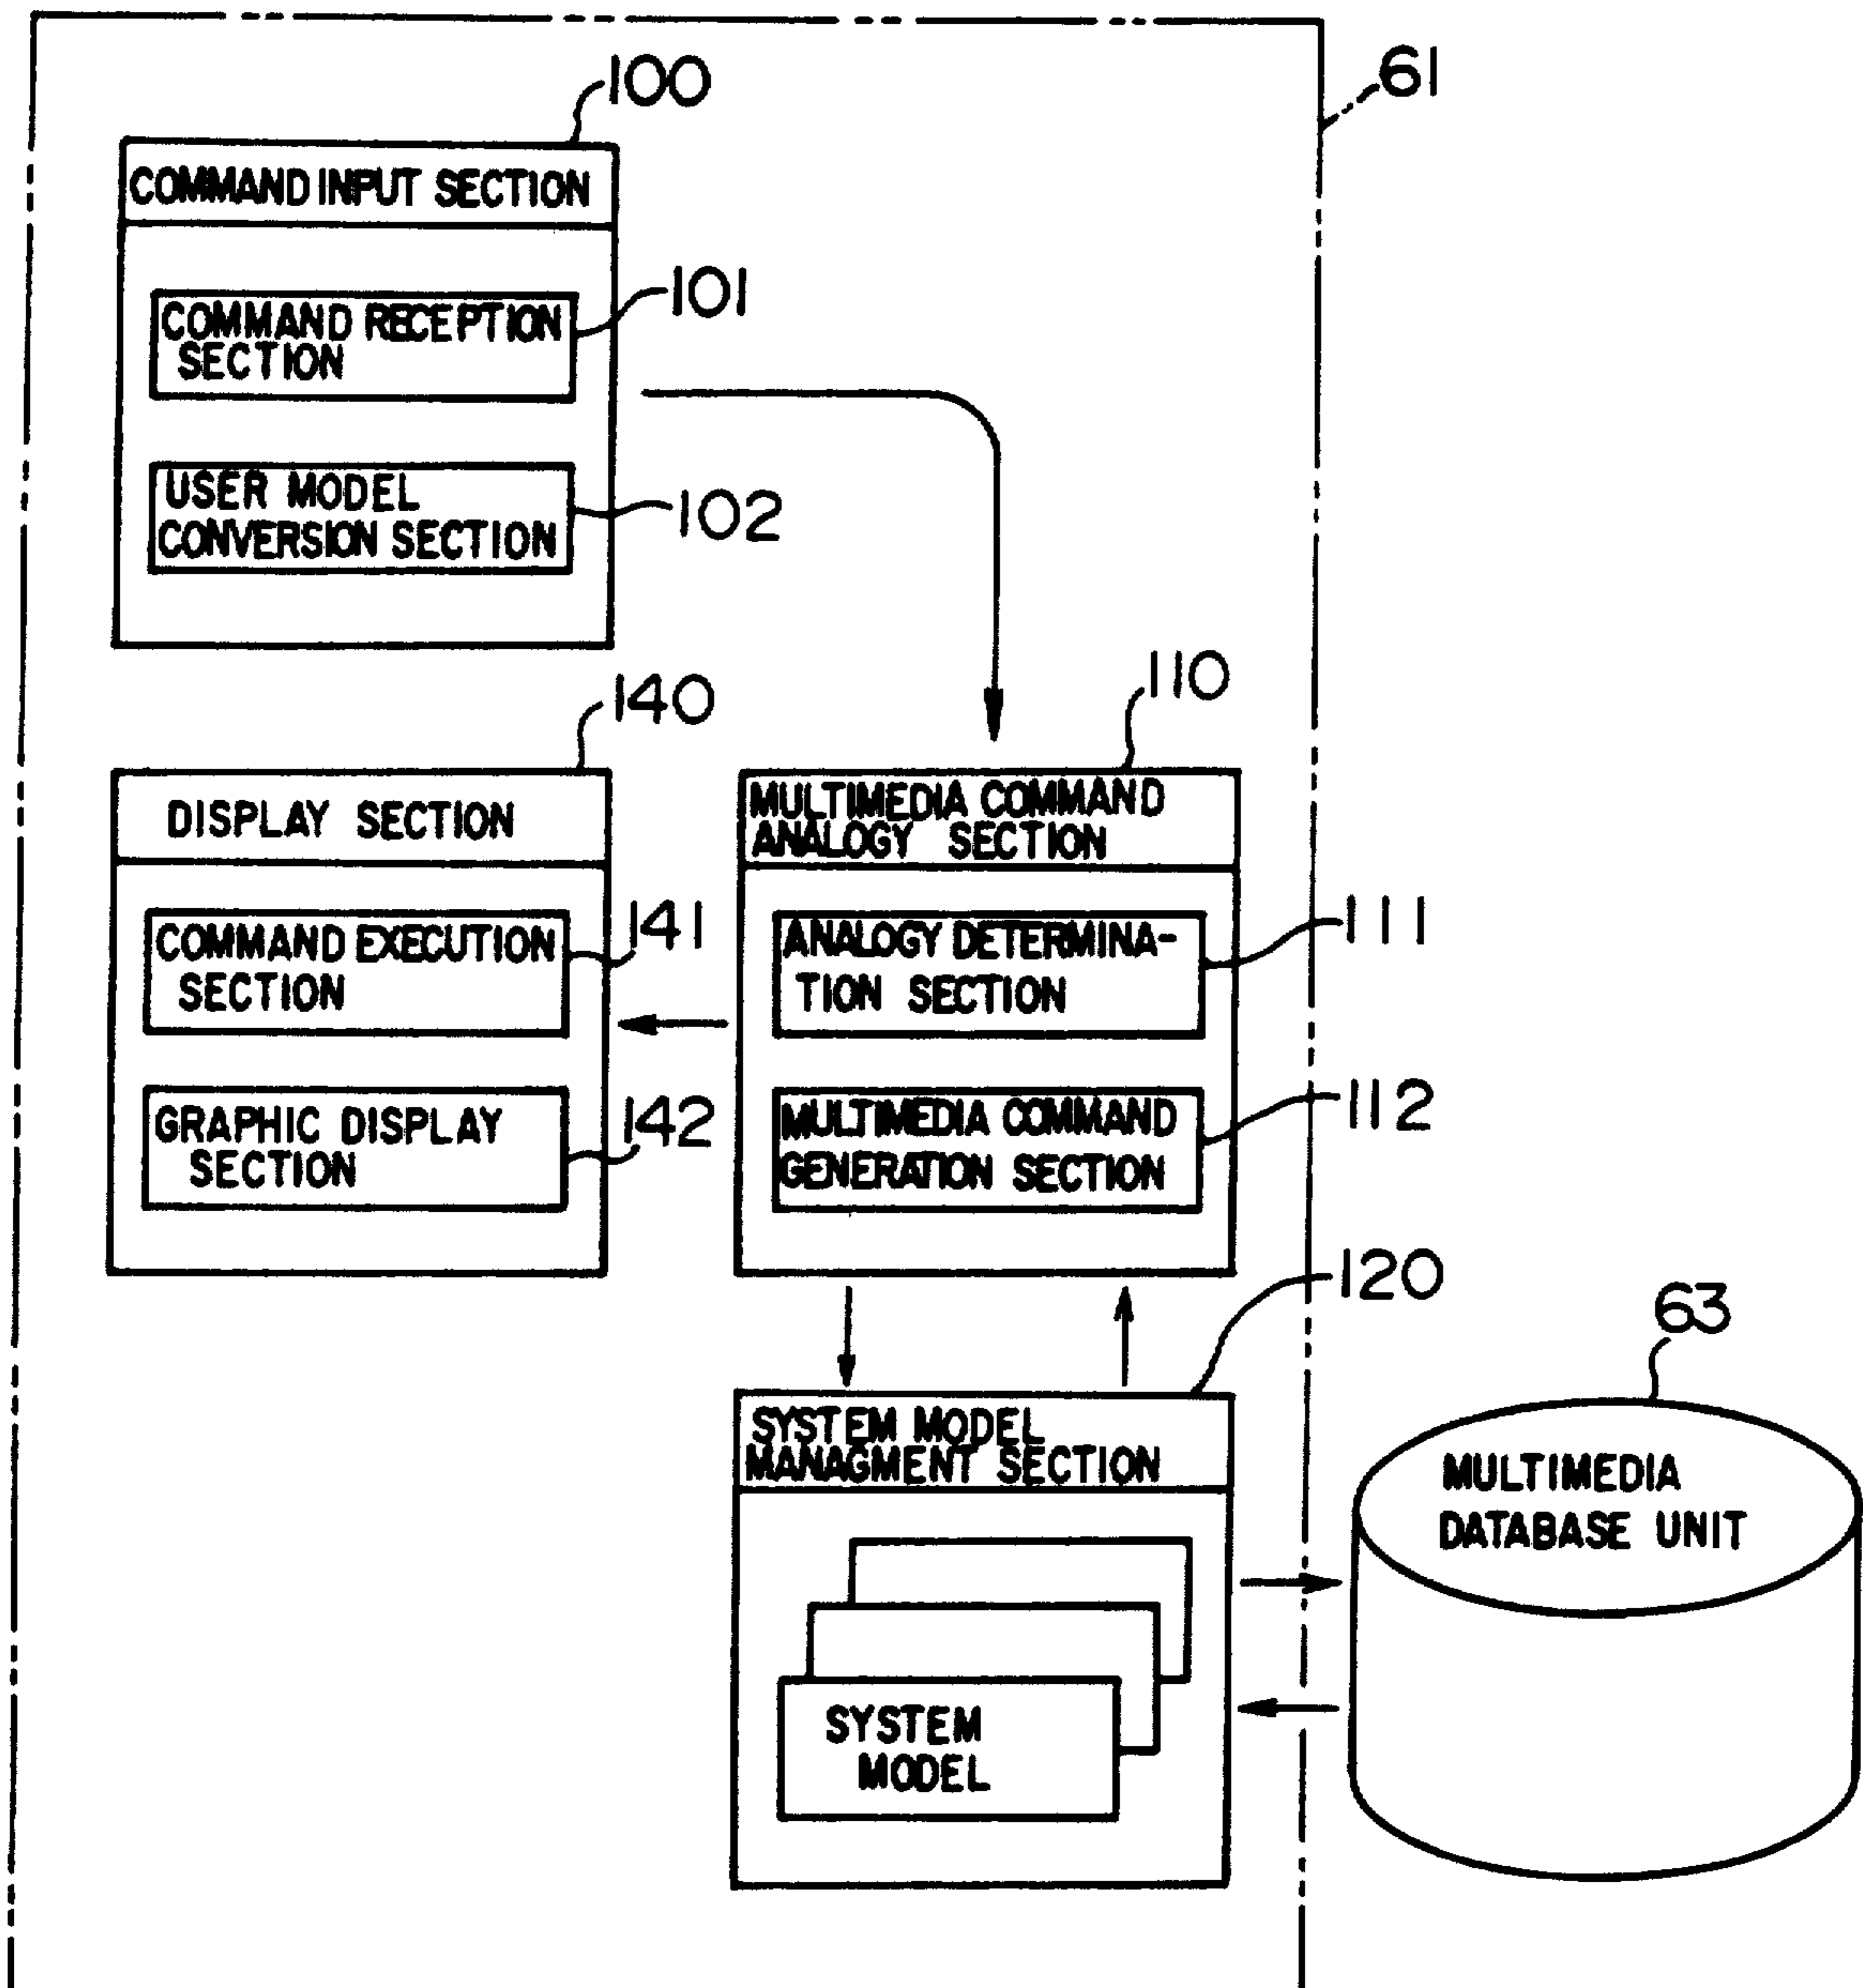 61
100
COMMAND INPUT SECTION
101
COMMAND RECEPTION
SECTION
102
USER MODEL
CONVERSION SECTION
140
DISPLAY SECTION
141
COMMAND EXECUTION
SECTION
142
GRAPHIC DISPLAY
SECTION
110
MULTIMEDIA COMMAND
ANALOGY SECTION
111
ANALOGY DETERMINA-
TION SECTION
112
MULTIMEDIA COMMAND
GENERATION SECTION
120
SYSTEM MODEL
MANAGMENT SECTION
SYSTEM
MODEL
63
MULTIMEDIA
DATABASE UNIT